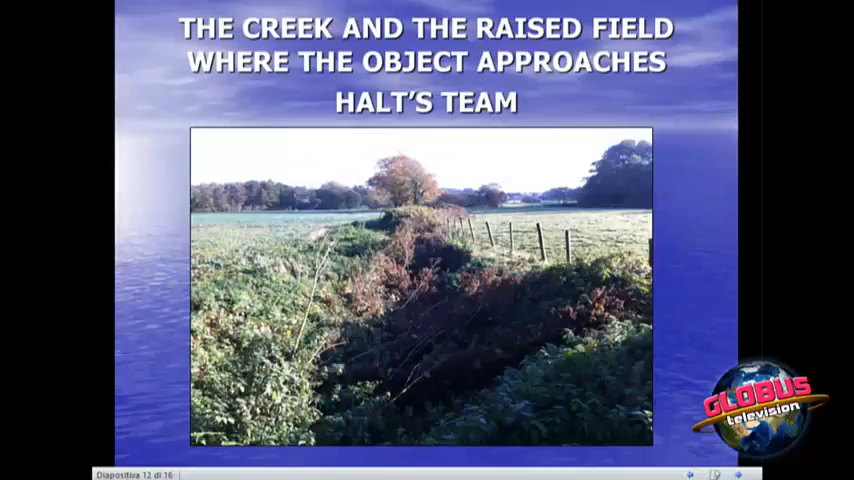 THE CREEK AND THE RAISED FIELD
WHERE THE OBJECT APPROACHES
HALT'S TEAM
GLOBUS
television
Diapositiva 12 di 16